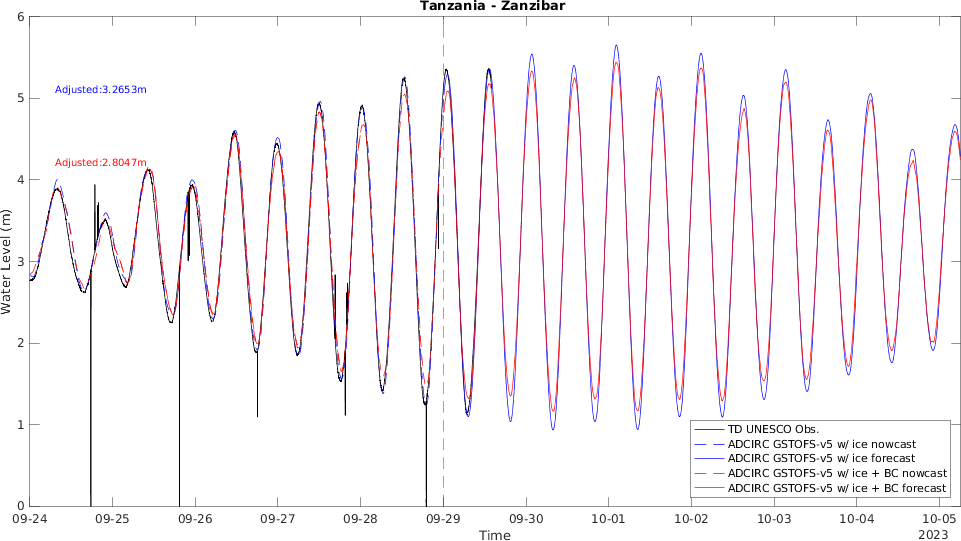 Tanzania - Zanzibar
6
5
4
3
2
1
0
Water Level (m)
Adjusted:3.2653m
Adjusted:2.8047m
TD UNESCO Obs.
ADCIRC GSTOFS-v5 w/ ice nowcast
ADCIRC GSTOFS-v5 w/ ice forecast
ADCIRC GSTOFS-v5 w/ ice + BC nowcast
ADCIRC GSTOFS-v5 w/ ice + BC forecast
09-24 09-25 09-26 09-27 09-28 09-29 09-30 10-01 10-02 10-03 10-04 10-05
Time
2023